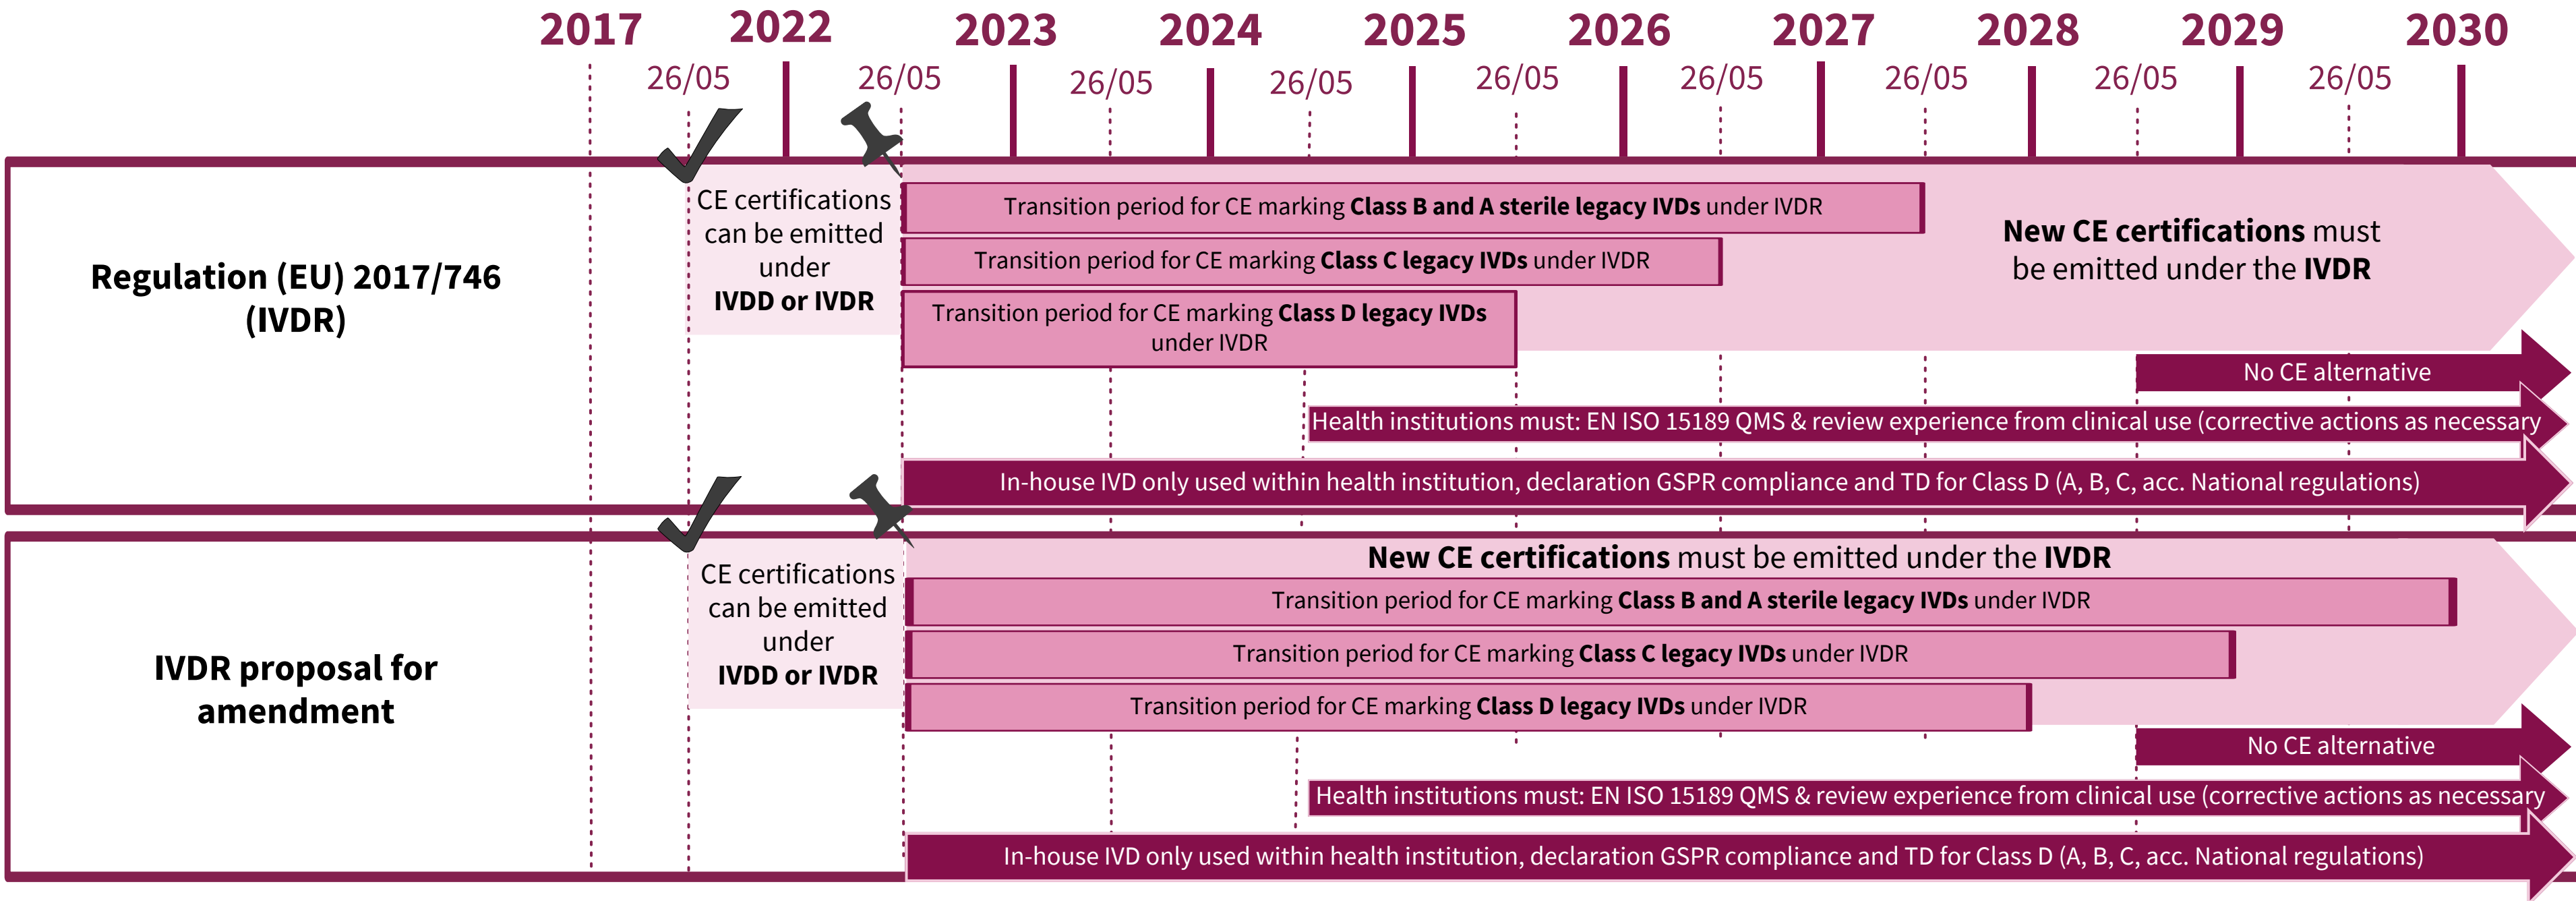 2017 2022 2023 2024 2025 2026 2027 2028 2029 2030
26/05 26/05 26/05 26/05 26/05 26/05 26/05 26/05 26/05
Regulation (EU) 2017/746
(IVDR)
CE certifications
can be emitted
under
IVDD or IVDR
Transition period for CE marking Class B and A sterile legacy IVDs under IVDR
Transition period for CE marking Class C legacy IVDs under IVDR
Transition period for CE marking Class D legacy IVDs
under IVDR
New CE certifications must
be emitted under the IVDR
No CE alternative
Health institutions must: EN ISO 15189 QMS & review experience from clinical use (corrective actions as necessary
In-house IVD only used within health institution, declaration GSPR compliance and TD for Class D (A, B, C, acc. National regulations)
IVDR proposal for
amendment
CE certifications
can be emitted
under
IVDD or IVDR
New CE certifications must be emitted under the IVDR
Transition period for CE marking Class B and A sterile legacy IVDs under IVDR
Transition period for CE marking Class C legacy IVDs under IVDR
Transition period for CE marking Class D legacy IVDs under IVDR
No CE alternative
Health institutions must: EN ISO 15189 QMS & review experience from clinical use (corrective actions as necessary
In-house IVD only used within health institution, declaration GSPR compliance and TD for Class D (A, B, C, acc. National regulations)